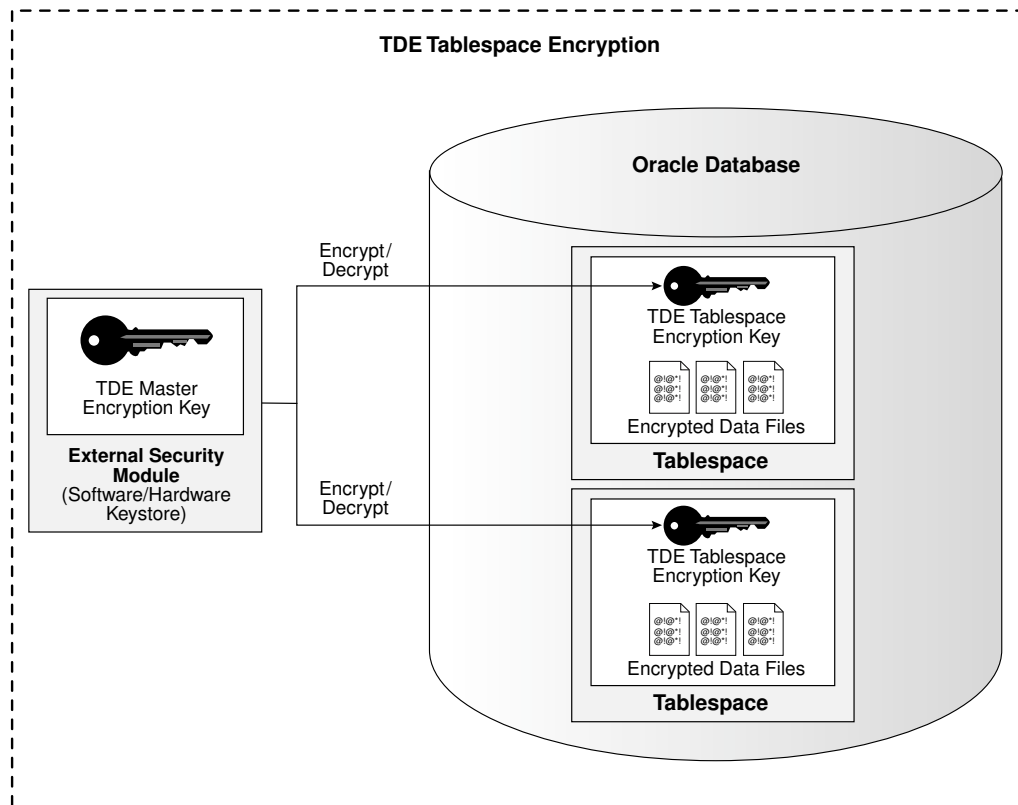 TDE Tablespace Encryption
Oracle Database
Encrypt/
Decrypt
TDE Tablespace
Encryption Key
@!@*! @!@*! @!@*!
@!@*! @!@*! @!@*!
@!@*! @!@*! @!@*!
Encrypted Data Files
Tablespace
TDE Master
Encryption Key
External Security
Module
(Software/Hardware
Keystore)
Encrypt/
Decrypt
TDE Tablespace
Encryption Key
@!@*! @!@*! @!@*!
@!@*! @!@*! @!@*!
@!@*! @!@*! @!@*!
Encrypted Data Files
Tablespace